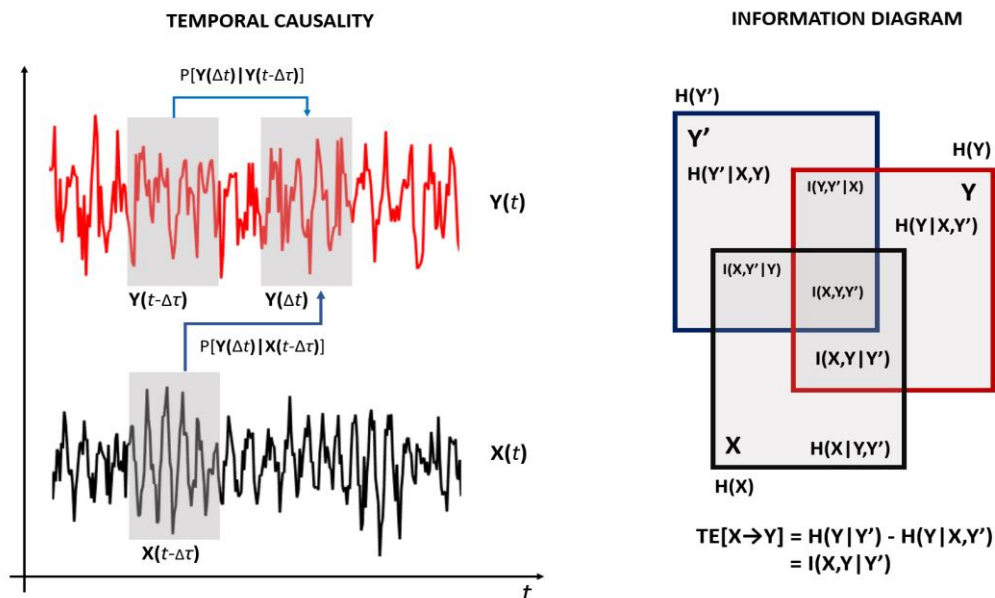 TEMPORAL CAUSALITY
P[Y(Δt)|Y(t-Δτ)]
Y(t)
Y(t-Δτ)
Y(Δt)
P[Y(Δt)|X(t-Δτ)]
X(t)
X(t-Δτ)
t
INFORMATION DIAGRAM
H(Y')
Y'
H(Y)
H(Y'|X,Y)
I(Y,Y'|X)
Y
H(Y|X,Y')
I(X,Y'|Y)
I(X,Y,Y')
I(X,Y|Y')
X
H(X|Y,Y')
H(X)
TE[X→Y] = H(Y|Y') - H(Y|X,Y')
= I(X,Y|Y')